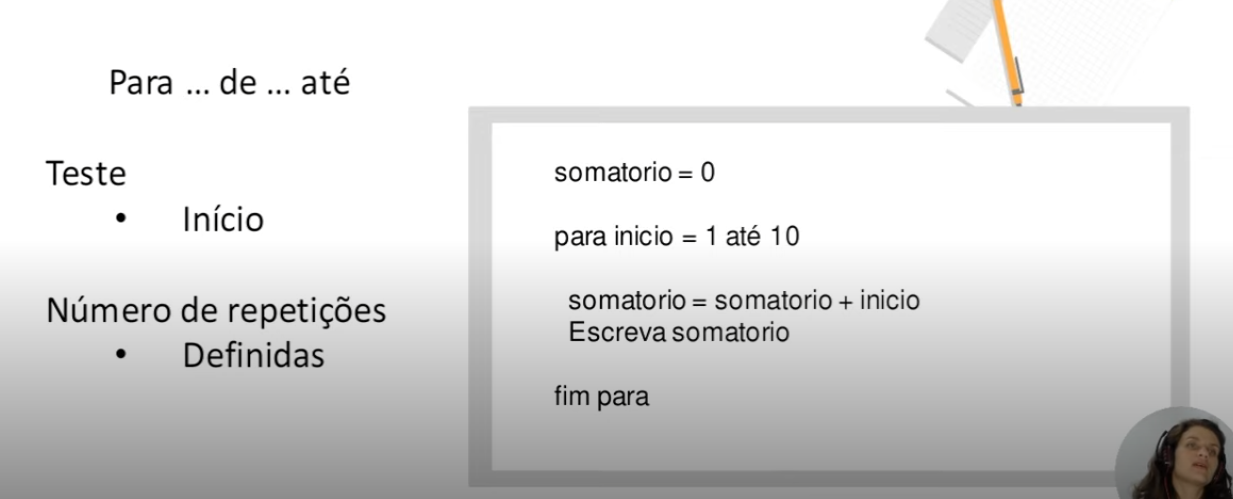 Para ... de ... até
Teste
• Início
Número de repetições
• Definidas
somatorio = 0
para inicio = 1 até 10
somatorio = somatorio + inicio
Escreva somatorio
fim para